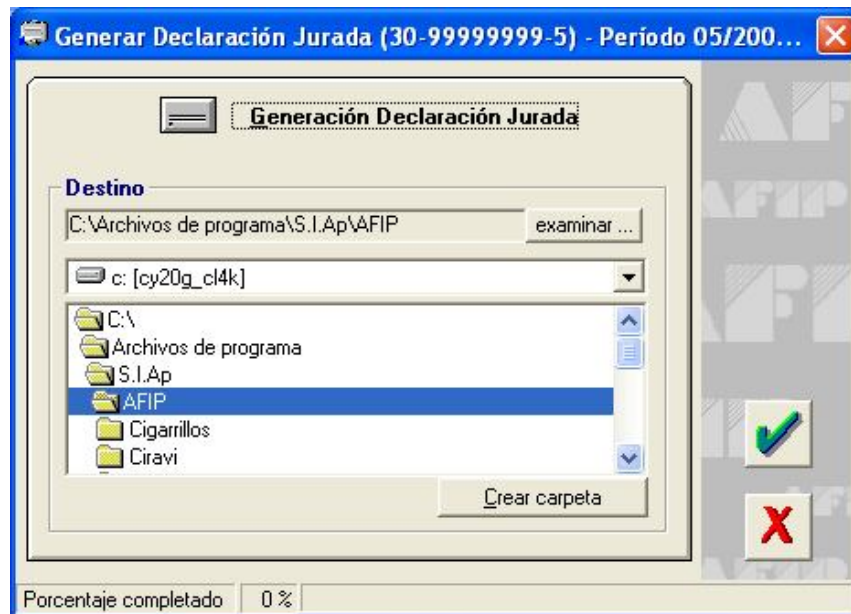 Generar Declaración Jurada (30-99999999-5) - Período 05/200...
Generación Declaración Jurada
Destino
C:\Archivos de programa\S.I.Ap\AFIP
examinar ...
c: [cy20g_cl4k]
C:\
Archivos de programa
S.I.Ap
AFIP
Cigarrillos
Ciravi
Crear carpeta
Porcentaje completado 0 %
AFIP